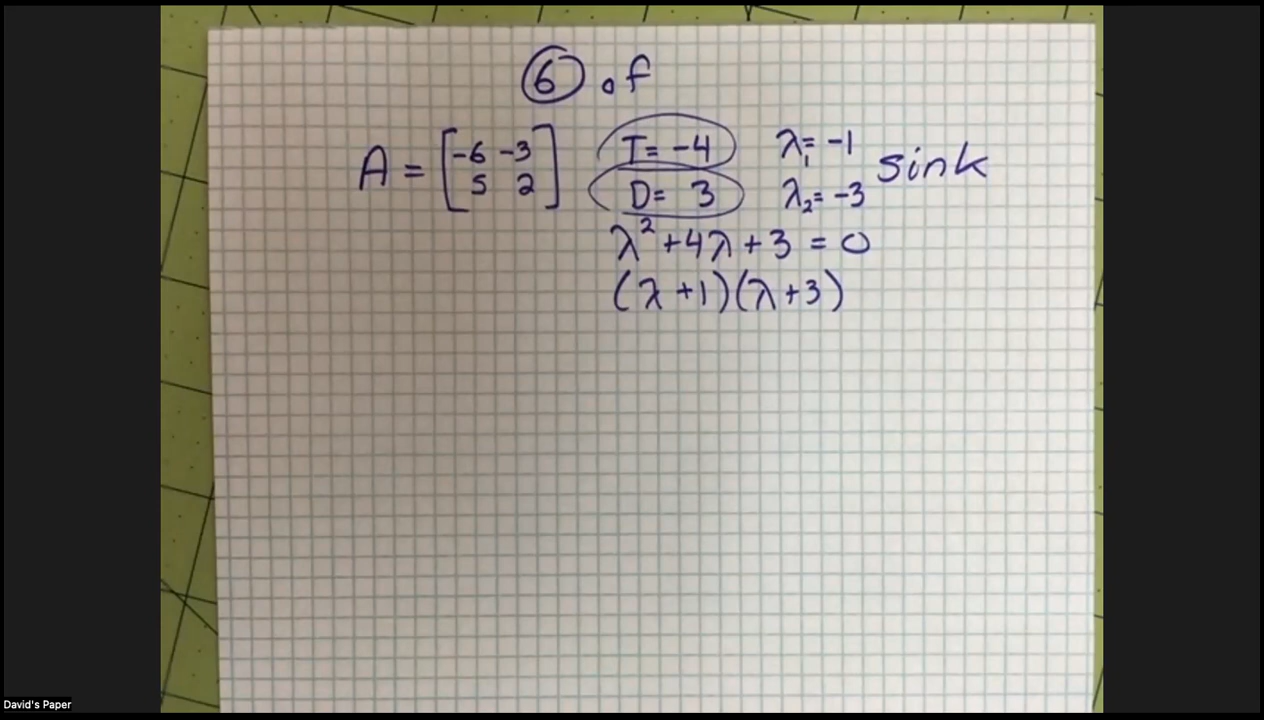 6 of
A = [-6 -3
5 2] T = -4 λ₁ = -1 sink
D = 3 λ₂ = -3
λ² + 4λ + 3 = 0
(λ + 1)(λ + 3)
David's Paper